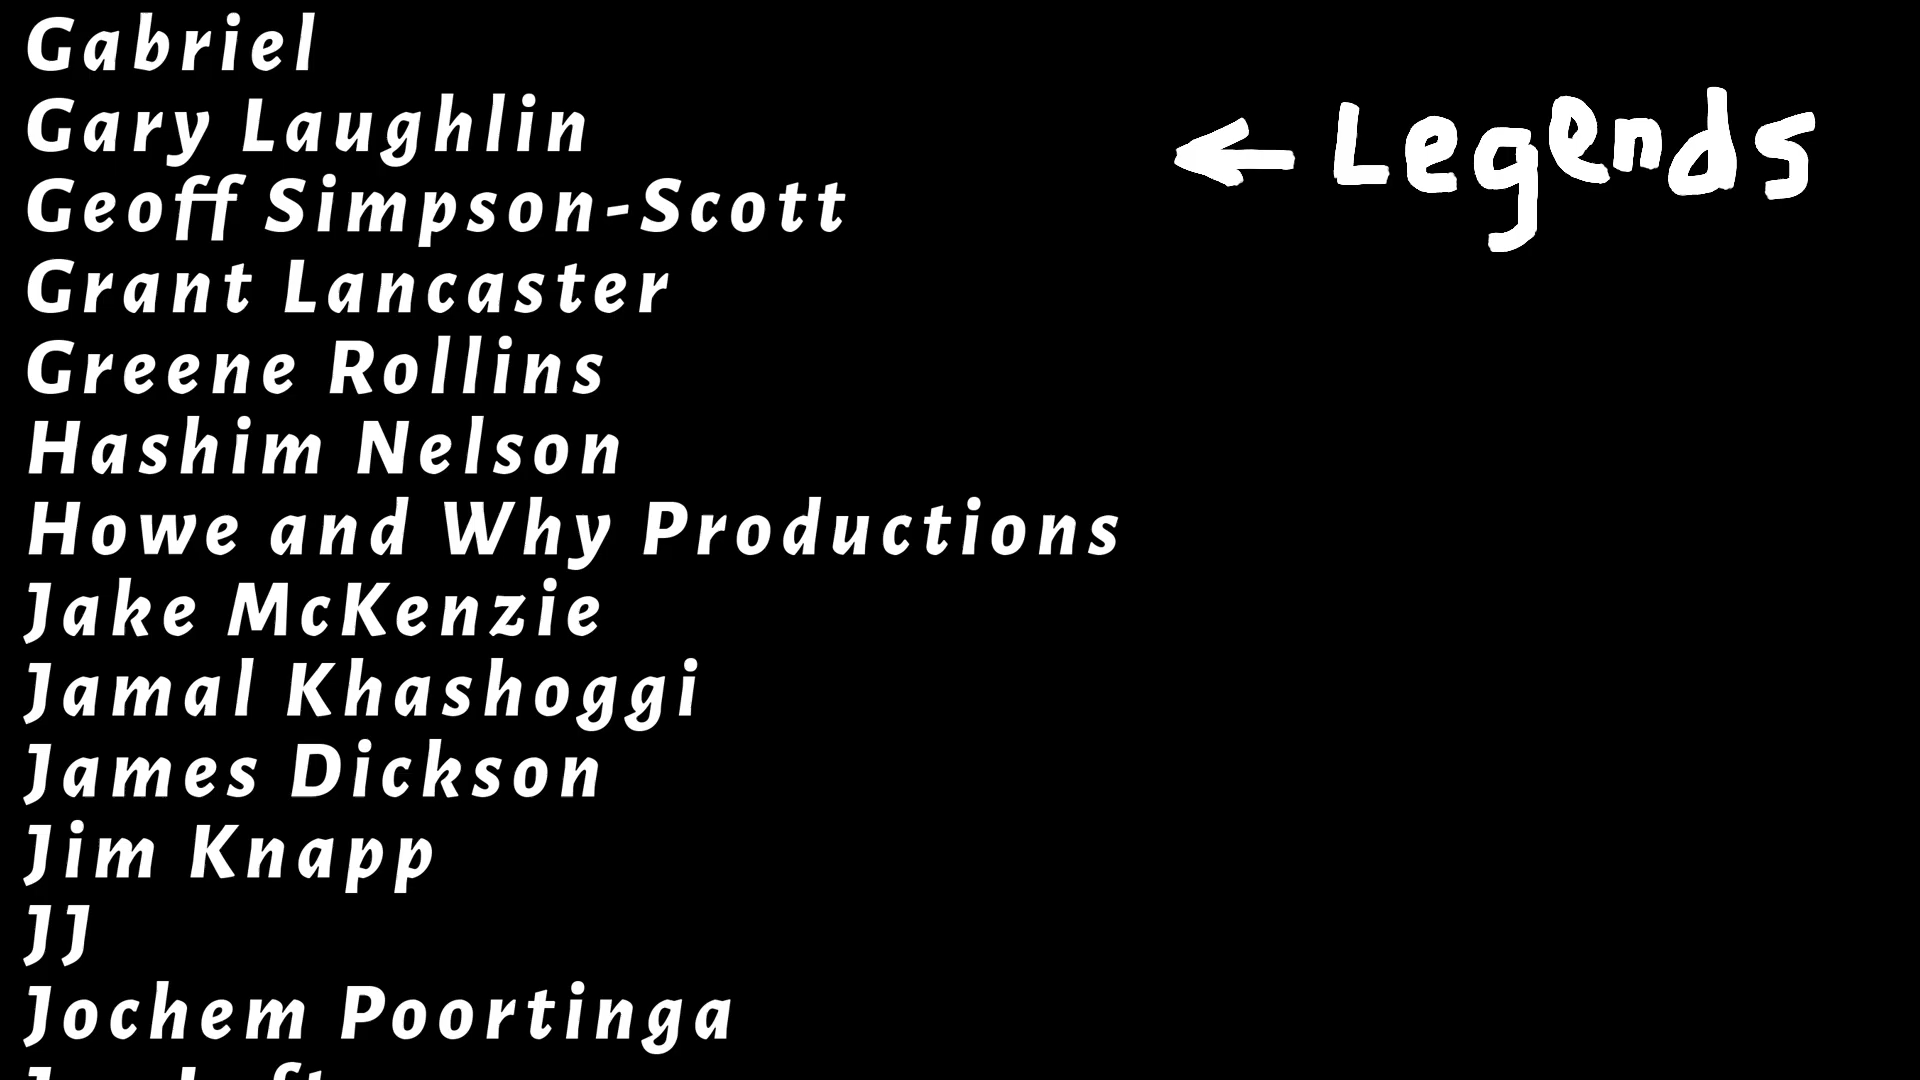 Gabriel
Gary Laughlin
← Legends
Geoff Simpson-Scott
Grant Lancaster
Greene Rollins
Hashim Nelson
Howe and Why Productions
Jake McKenzie
Jamal Khashoggi
James Dickson
Jim Knapp
JJ
Jochem Poortinga